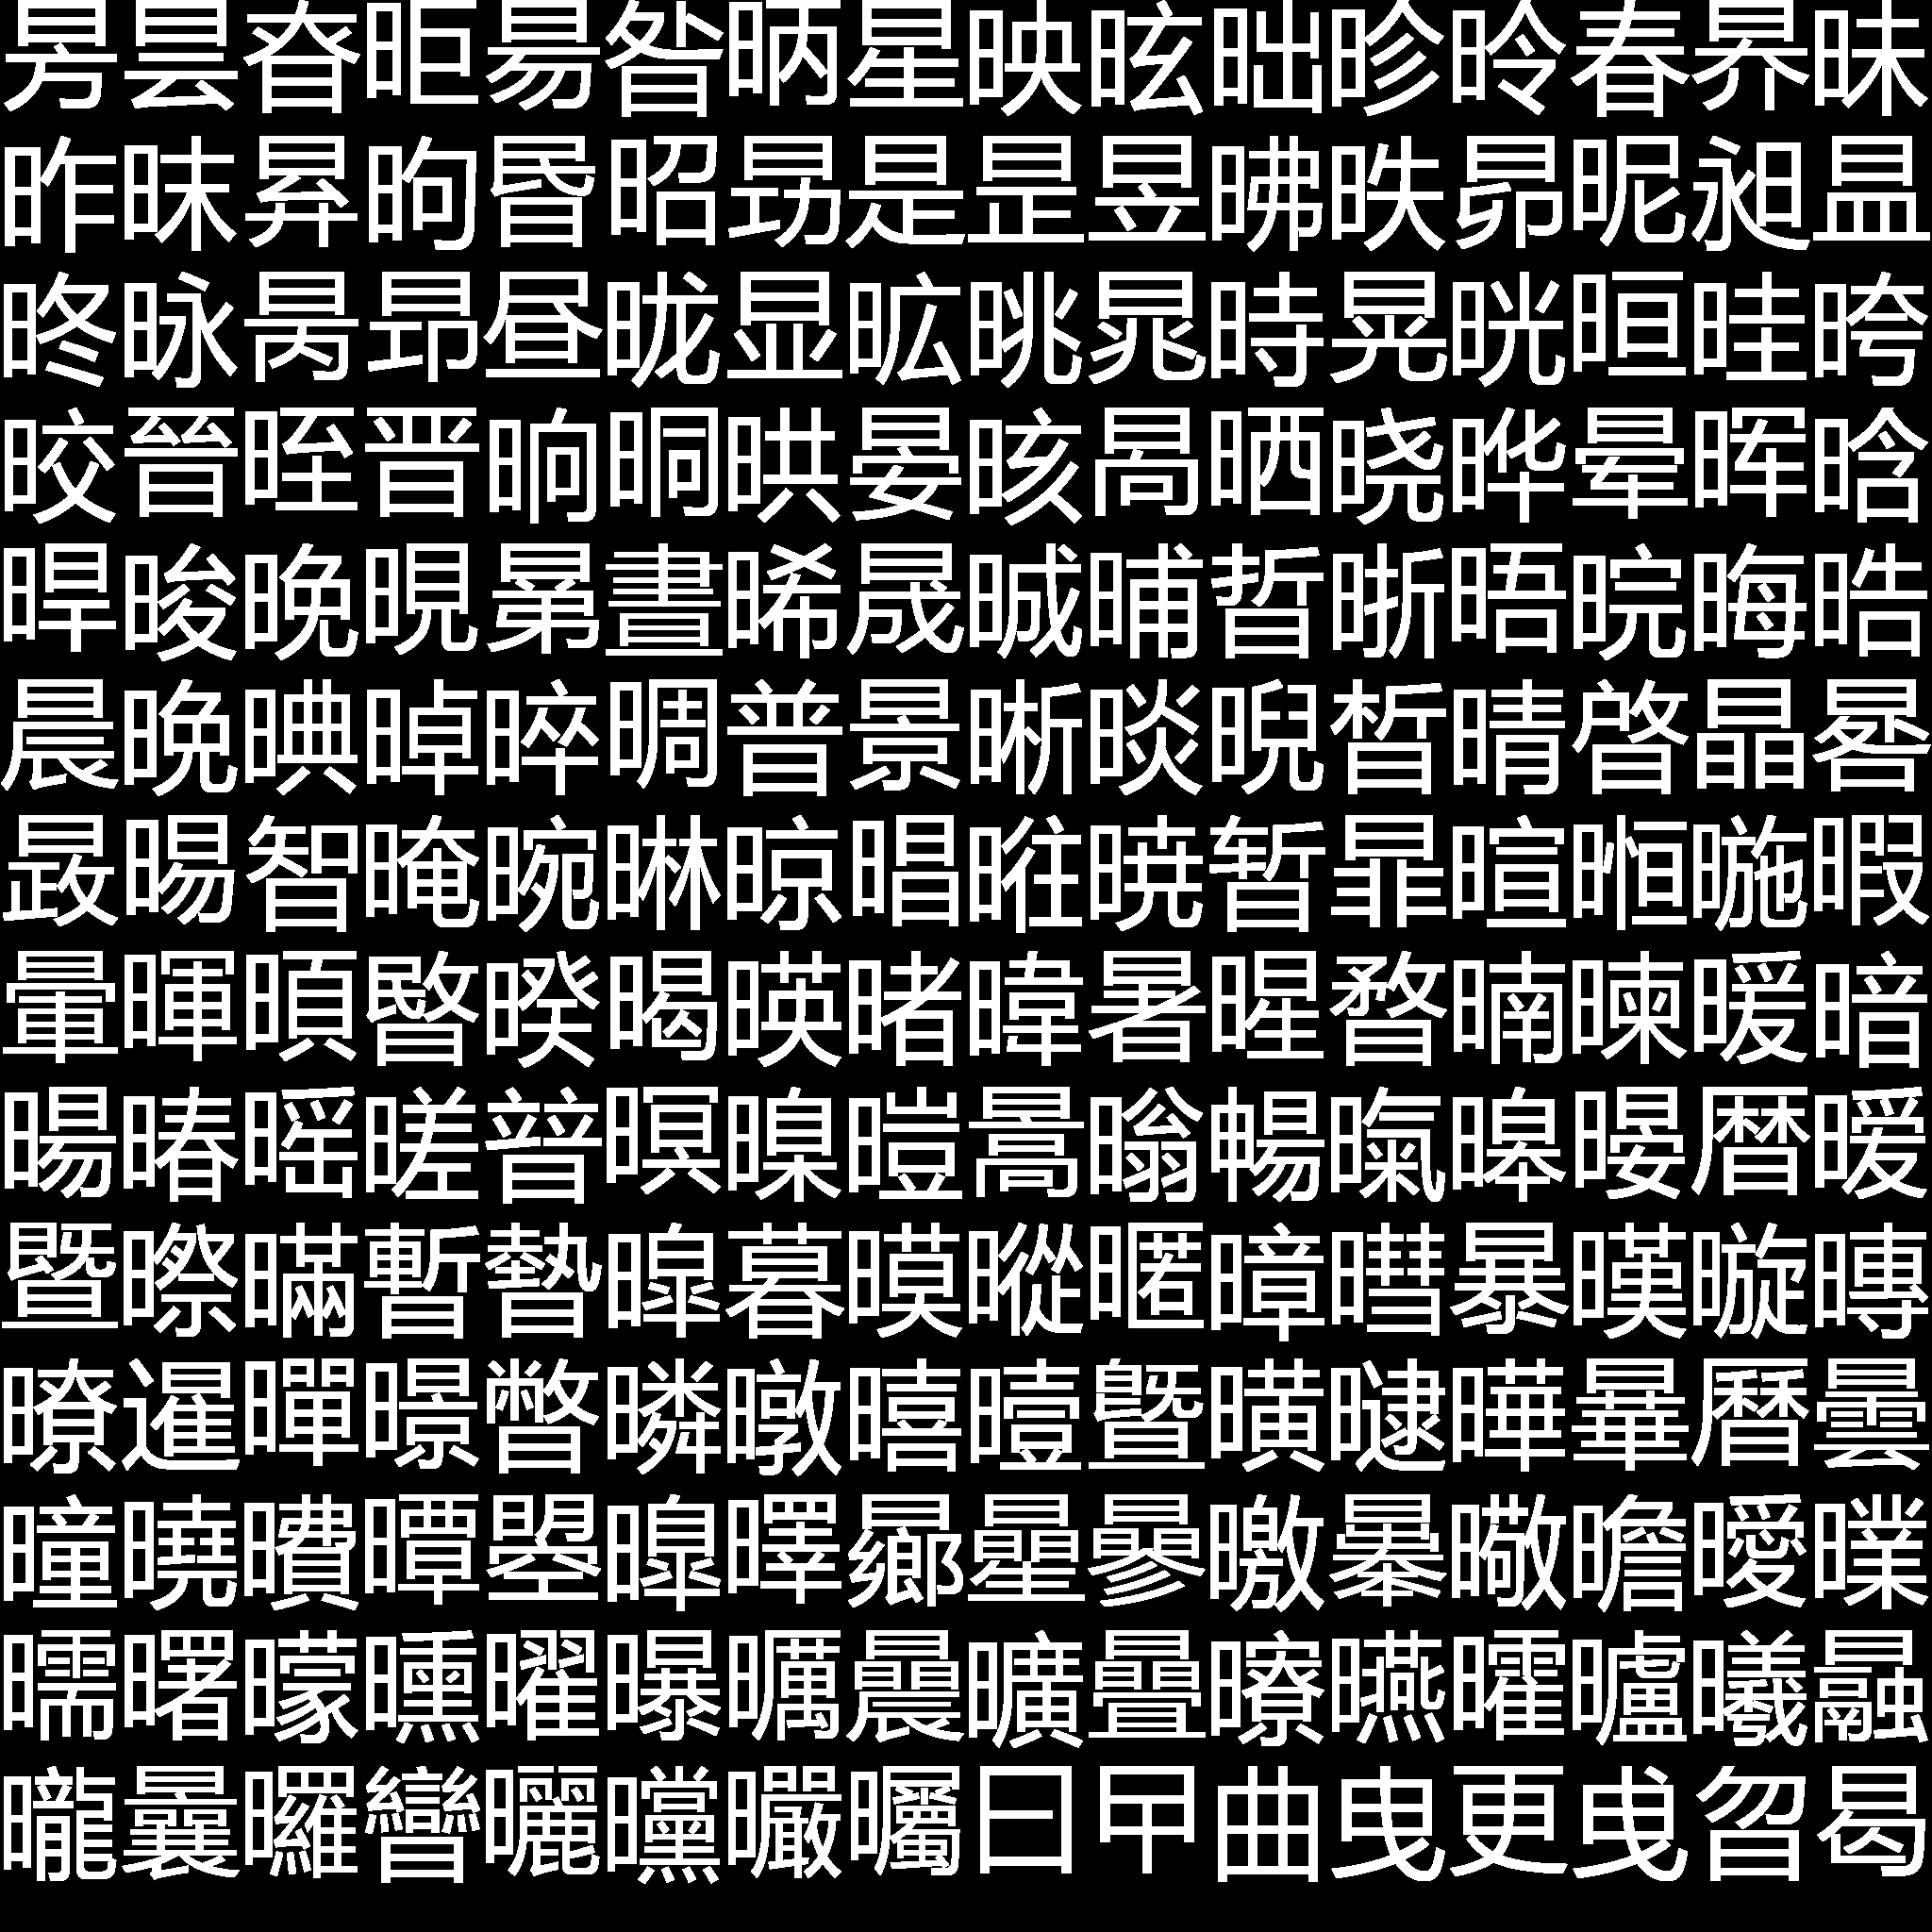 昘昙昚昛昜昝昞星映昡昢昣昤春昦昧
昨昩昪昫昬昭昮是昰昱昲昳昴昵昶昷
昸昹昺昻昼昽显昿晀晁時晃晄晅晆晇
晈晉晊晋晌晍晎晏晐晑晒晓晔晕晖晗
晘晙晚晛晜晝晞晟晠晡晢晣晤晥晦晧
晨晩晪晫晬晭普景晰晱晲晳晴晵晶晷
晸晹智晻晼晽晾晿暀暁暂暃暄暅暆暇
暈暉暊暋暌暍暎暏暐暑暒暓暔暕暖暗
暘暙暚暛暜暝暞暟暠暡暢暣暤暥暦暧
暨暩暪暫暬暭暮暯暰暱暲暳暴暵暶暷
暸暹暺暻暼暽暾暿曀曁曂曃曄曅曆曇
曈曉曊曋曌曍曎曏曐曑曒曓曔曕曖曗
曘曙曚曛曜曝曞曟曠曡曢曣曤曥曦曧
曨曩曪曫曬曭曮曯曰曱曲曳更曵曶曷